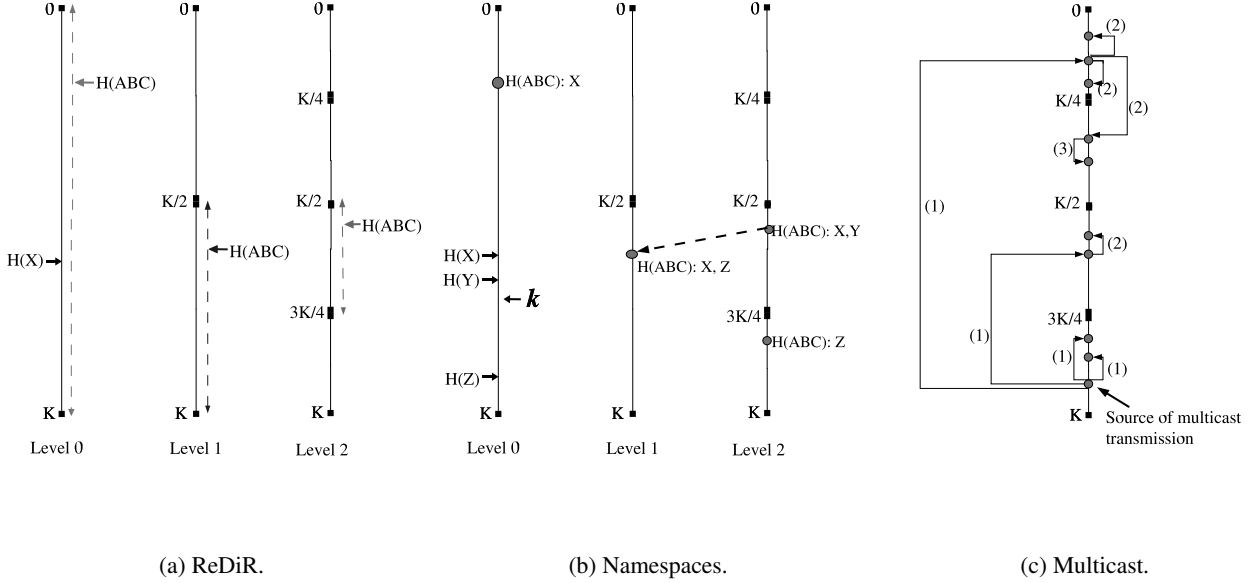 0
H(ABC)
H(X)
K
Level 0
0
K/2
H(ABC)
K
Level 1
0
K/4
K/2
H(ABC)
3K/4
K
Level 2
(a) ReDiR.
0
H(ABC): X
H(X)
H(Y)
k
H(Z)
K
Level 0
0
K/2
H(ABC): X, Z
K
Level 1
0
K/4
K/2
H(ABC): X,Y
3K/4
H(ABC): Z
K
Level 2
(b) Namespaces.
0
(2)
(2)
K/4
(2)
(3)
(1)
K/2
(2)
3K/4
(1)
(1)
(1)
K
Source of multicast
transmission
(c) Multicast.